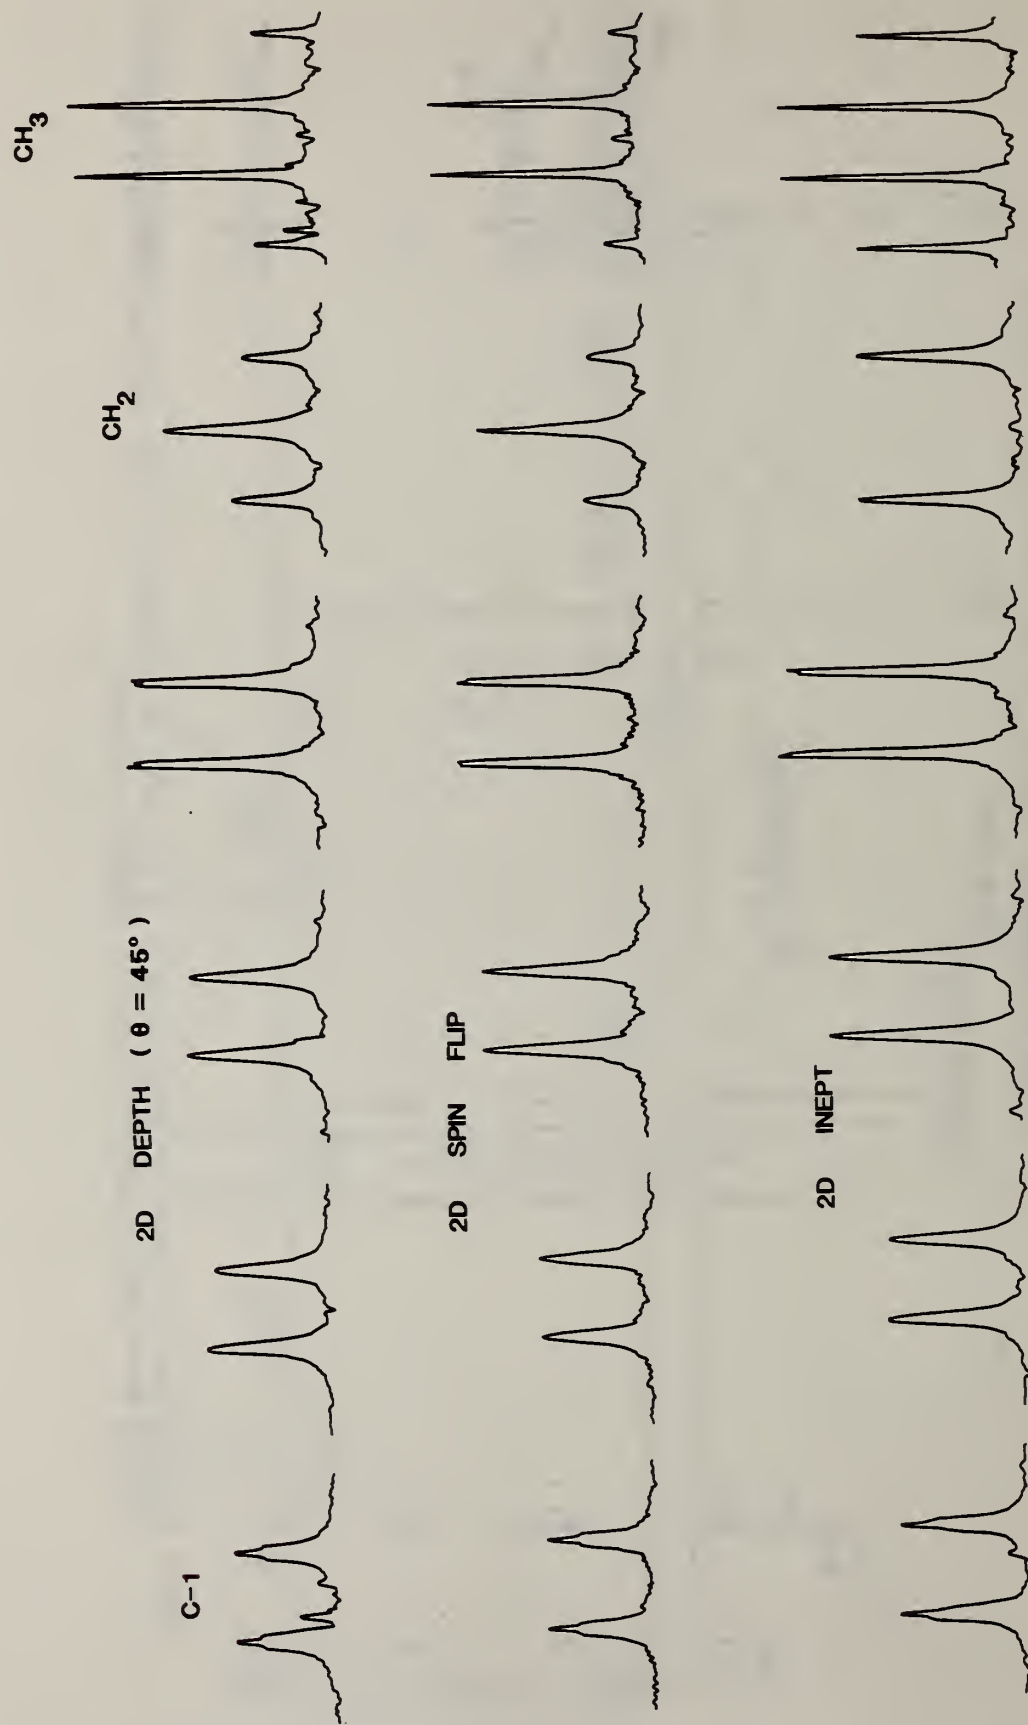 CH3
CH2
C-1
2D DEPTH ( θ = 45° )
2D SPIN FLIP
2D INEPT